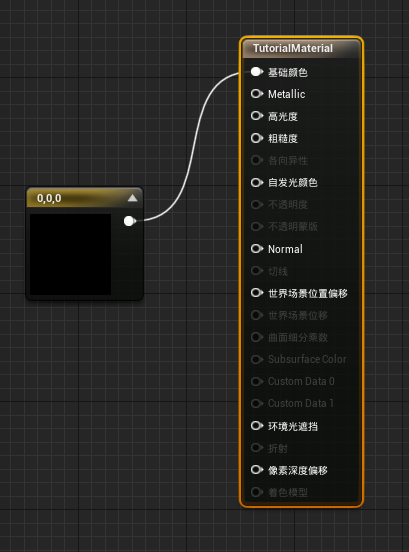 TutorialMaterial
基础颜色
Metallic
高光度
粗糙度
各向异性
自发光颜色
不透明度
不透明蒙版
0,0,0
Normal
切线
世界场景位置偏移
世界场景位移
曲面细分乘数
Subsurface Color
Custom Data 0
Custom Data 1
环境光遮挡
折射
像素深度偏移
着色模型